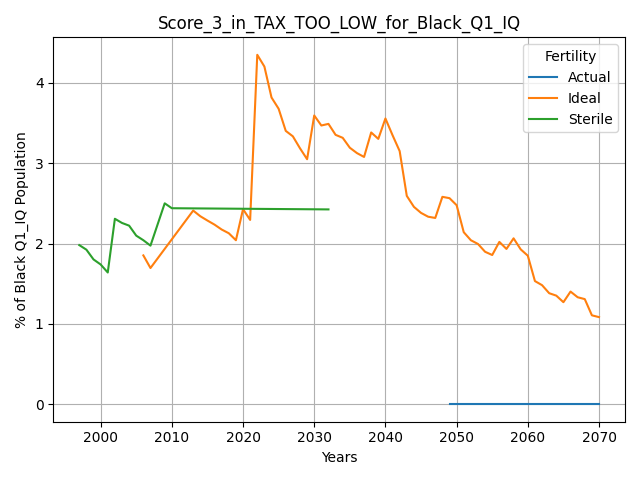 Score_3_in_TAX_TOO_LOW_for_Black_Q1_IQ
Fertility
Actual
Ideal
Sterile
% of Black Q1_IQ Population
4
3
2
1
0
2000 2010 2020 2030 2040 2050 2060 2070
Years